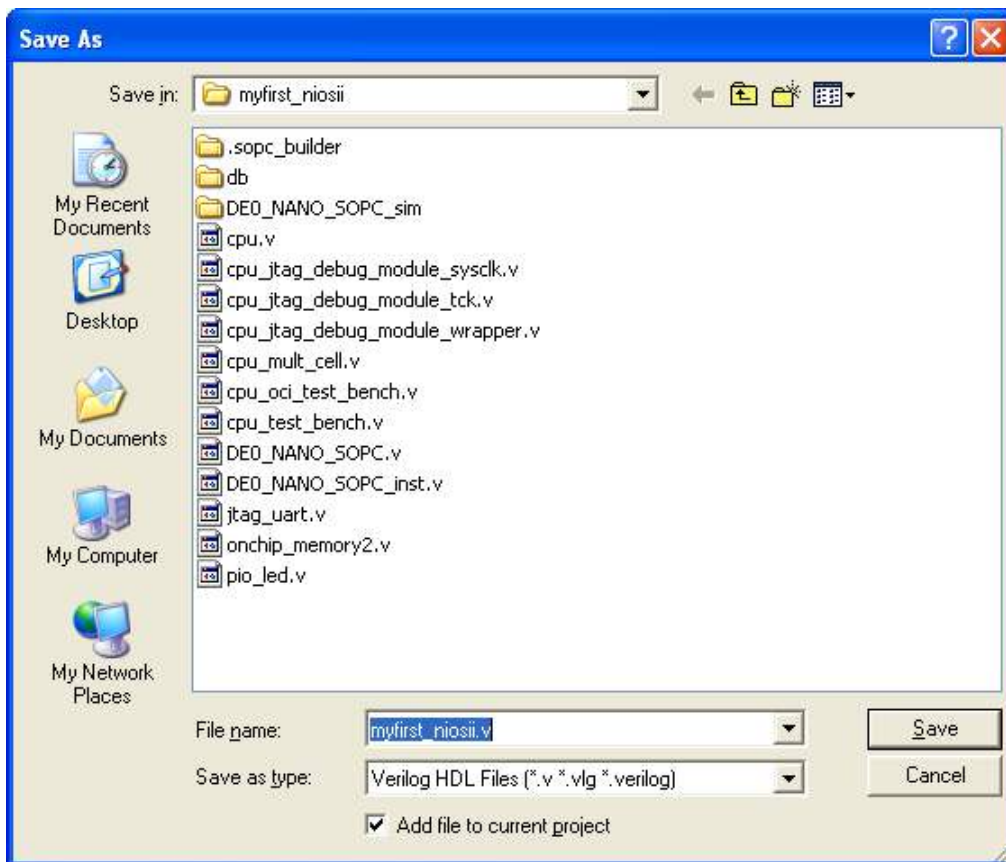 Save As
Save in:
myfirst_niosii
My Recent
Documents
Desktop
My Documents
My Computer
My Network
Places
.sopc_builder
db
DE0_NANO_SOPC_sim
cpu.v
cpu_jtag_debug_module_sysclk.v
cpu_jtag_debug_module_tck.v
cpu_jtag_debug_module_wrapper.v
cpu_mult_cell.v
cpu_oci_test_bench.v
cpu_test_bench.v
DE0_NANO_SOPC.v
DE0_NANO_SOPC_inst.v
jtag_uart.v
onchip_memory2.v
pio_led.v
File name:
myfirst_niosii.v
Save
Save as type:
Verilog HDL Files (*.v *.vlg *.verilog)
Cancel
Add file to current project